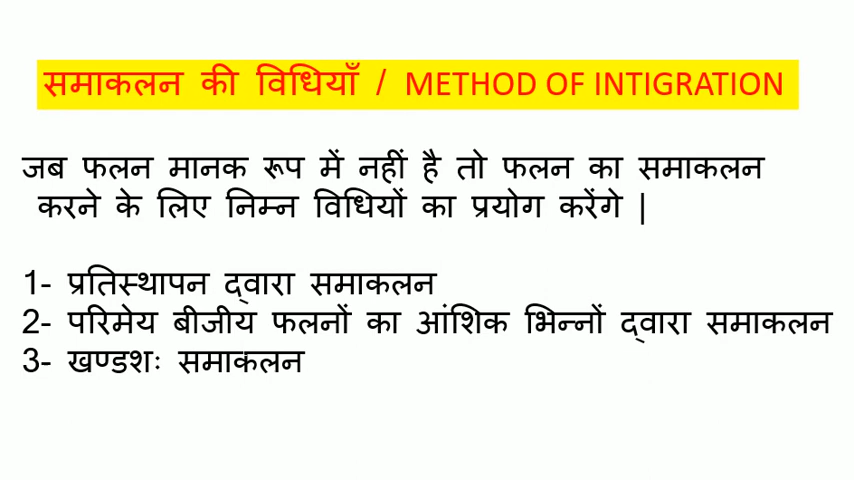 समाकलन की विधियाँ / METHOD OF INTIGRATION
जब फलन मानक रूप में नहीं है तो फलन का समाकलन
करने के लिए निम्न विधियों का प्रयोग करेंगे |
1- प्रतिस्थापन द्वारा समाकलन
2- परिमेय बीजीय फलनों का आंशिक भिन्नों द्वारा समाकलन
3- खण्डशः समाकलन